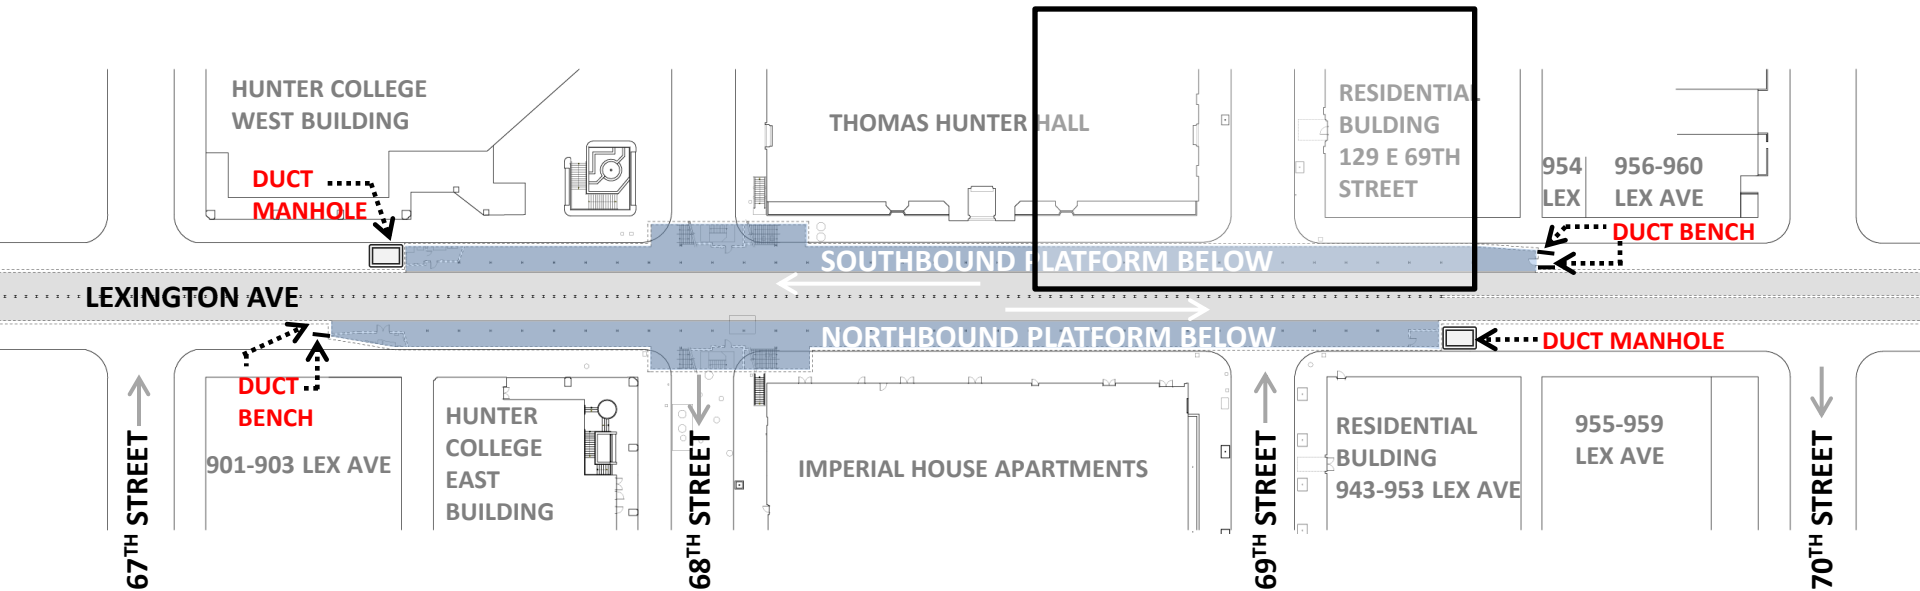 HUNTER COLLEGE
WEST BUILDING
DUCT
MANHOLE
THOMAS HUNTER HALL
RESIDENTIAL
BULDING
129 E 69TH
STREET
954
LEX
956-960
LEX AVE
DUCT BENCH
SOUTHBOUND PLATFORM BELOW
LEXINGTON AVE
NORTHBOUND PLATFORM BELOW
DUCT MANHOLE
DUCT
BENCH
901-903 LEX AVE
HUNTER
COLLEGE
EAST
BUILDING
IMPERIAL HOUSE APARTMENTS
RESIDENTIAL
BULDING
943-953 LEX AVE
955-959
LEX AVE
67TH STREET
68TH STREET
69TH STREET
70TH STREET